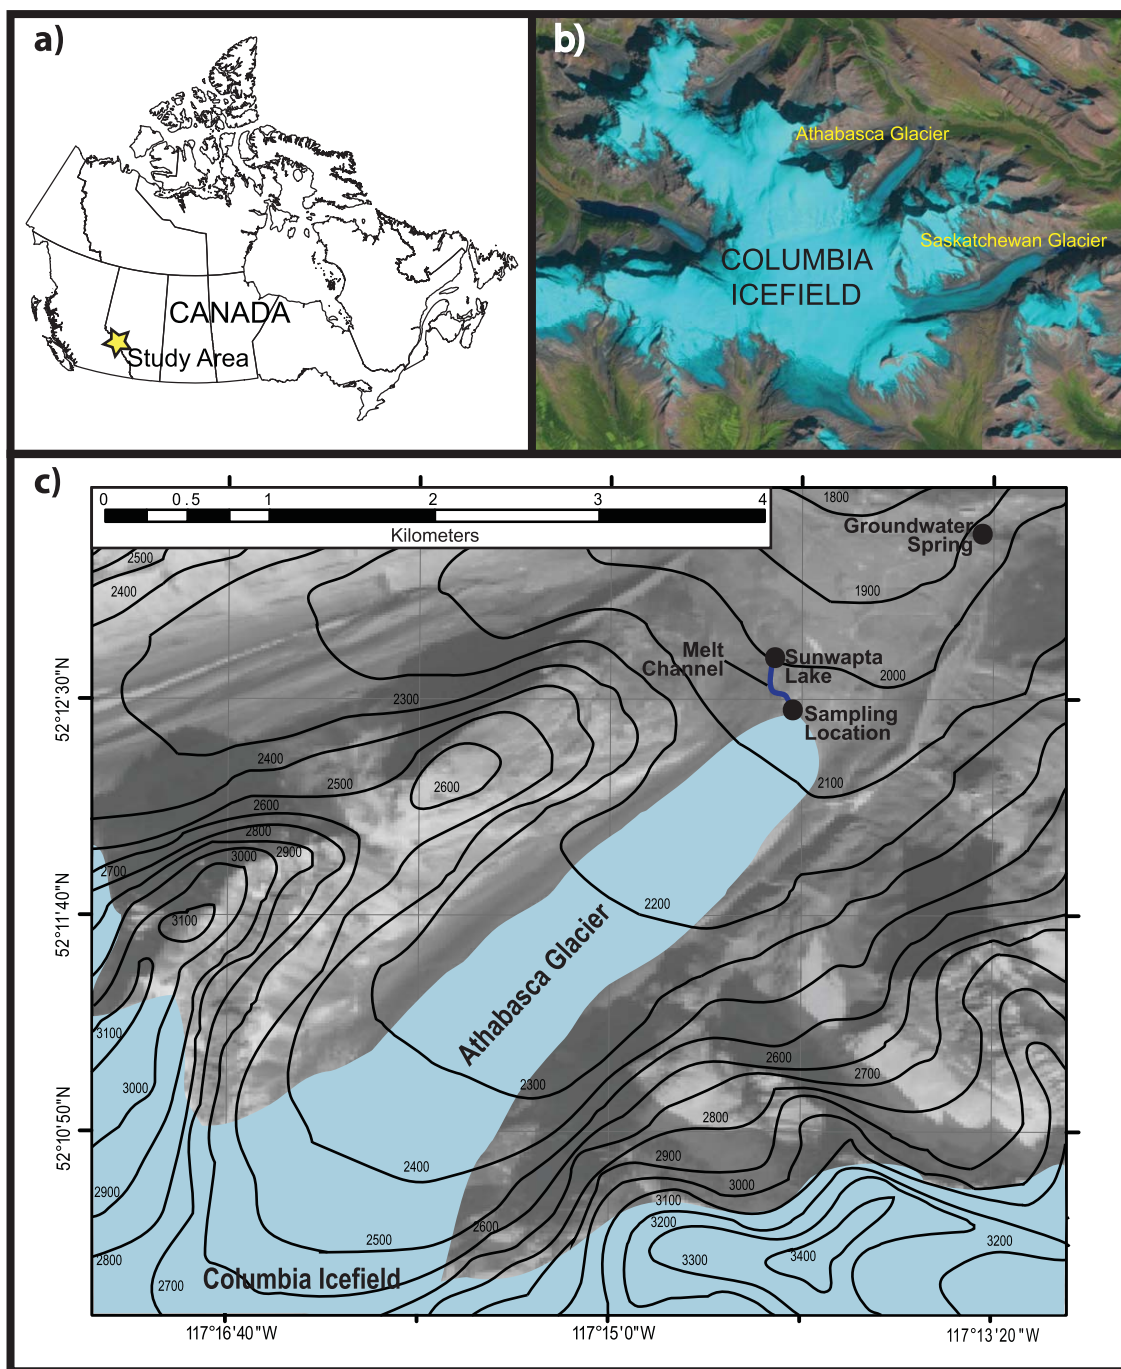 a)
CANADA
Study Area
b)
Athabasca Glacier
Saskatchewan Glacier
COLUMBIA
ICEFIELD
c)
0 0.5 1 2 3 4
Kilometers
1800
Groundwater
Spring
1900
2500
2400
Melt
Channel
Sunwapta
Lake
2000
2300
Sampling
Location
2400
2500
2600
2100
2600
2800
2900
3000
2700
3100
2200
Athabasca Glacier
3100
3000
2300
2600
2700
2800
2400
2900
2900
3000
3100
3200
2600
2500
2800
2700
3300
3400
3200
Columbia Icefield
52°12'30"N
52°11'40"N
52°10'50"N
117°16'40"W
117°15'0"W
117°13'20"W